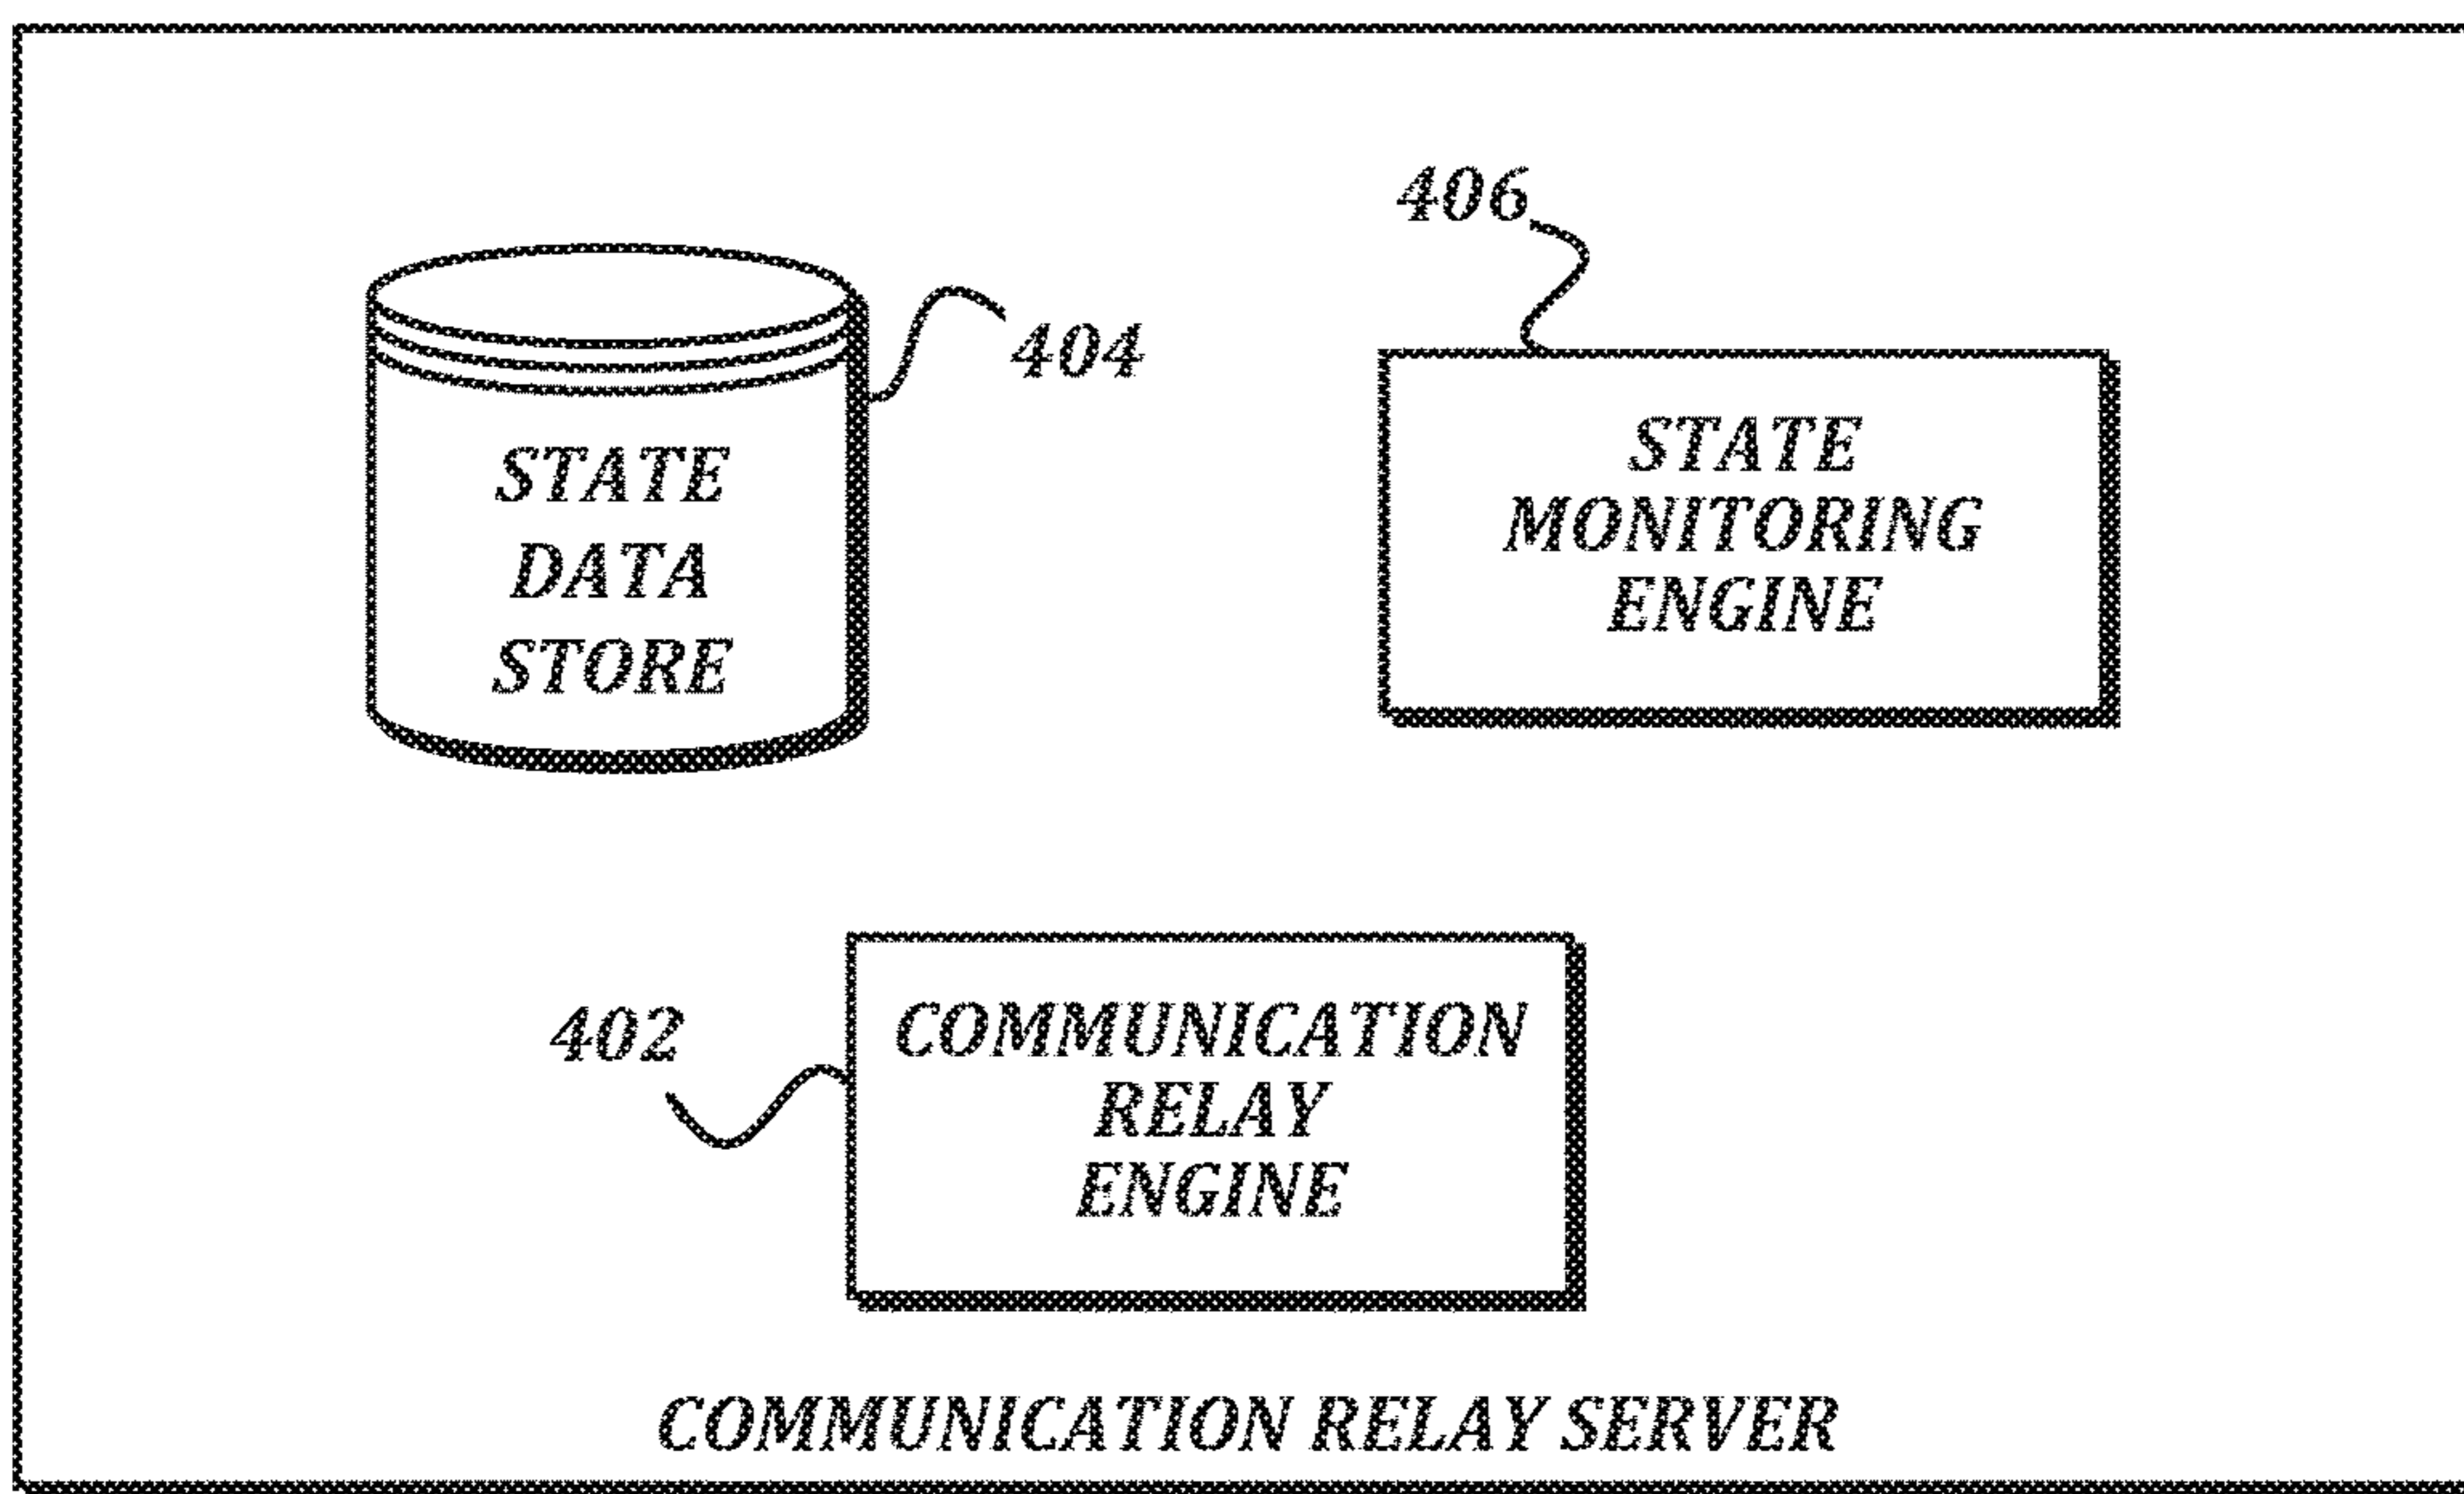 406
404
STATE
DATA
STORE
STATE
MONITORING
ENGINE
402
COMMUNICATION
RELAY
ENGINE
COMMUNICATION RELAY SERVER